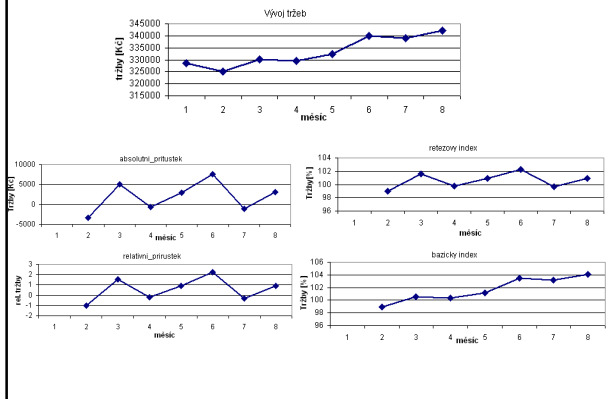 Vývoj tržeb
345000
340000
335000
330000
325000
320000
315000
tržby [Kč]
1 2 3 4 5 6 7 8
měsíc
absolutni_pritustek
10000
5000
0
-5000
Tržby [Kč]
1 2 3 4 5 6 7 8
měsíc
retezovy index
104
102
100
98
96
Tržby[%]
1 2 3 4 5 6 7 8
měsíc
relativni_prirustek
3
2
1
0
-1
-2
rel. tržby
1 2 3 4 5 6 7 8
měsíc
bazicky index
106
104
102
100
98
96
Tržby [%]
1 2 3 4 5 6 7 8
měsíc